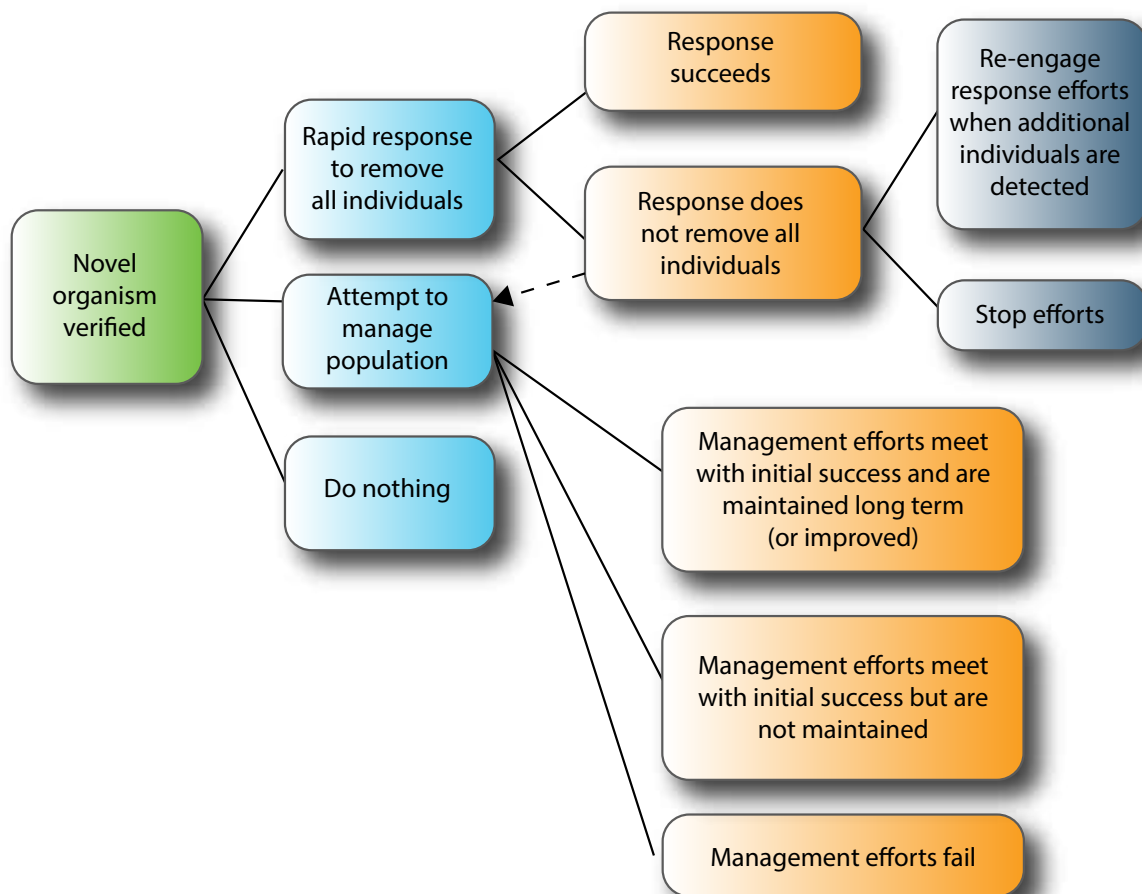 Novel
organism
verified
Rapid response
to remove
all individuals
Attempt to
manage
population
Do nothing
Response
succeeds
Response does
not remove all
individuals
Re-engage
response efforts
when additional
individuals are
detected
Stop efforts
Management efforts meet
with initial success and are
maintained long term
(or improved)
Management efforts meet
with initial success but are
not maintained
Management efforts fail